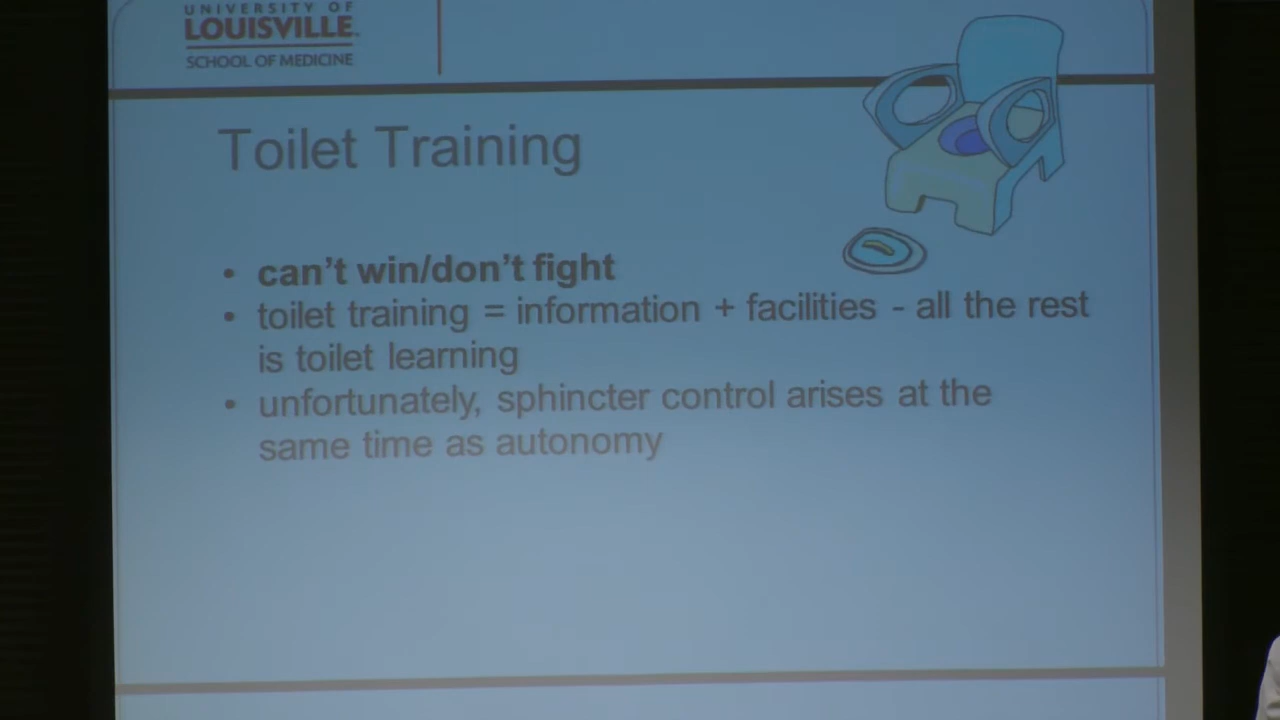 UNIVERSITY OF
LOUISVILLE.
SCHOOL OF MEDICINE
Toilet Training
• can't win/don't fight
• toilet training = information + facilities - all the rest
is toilet learning
• unfortunately, sphincter control arises at the
same time as autonomy